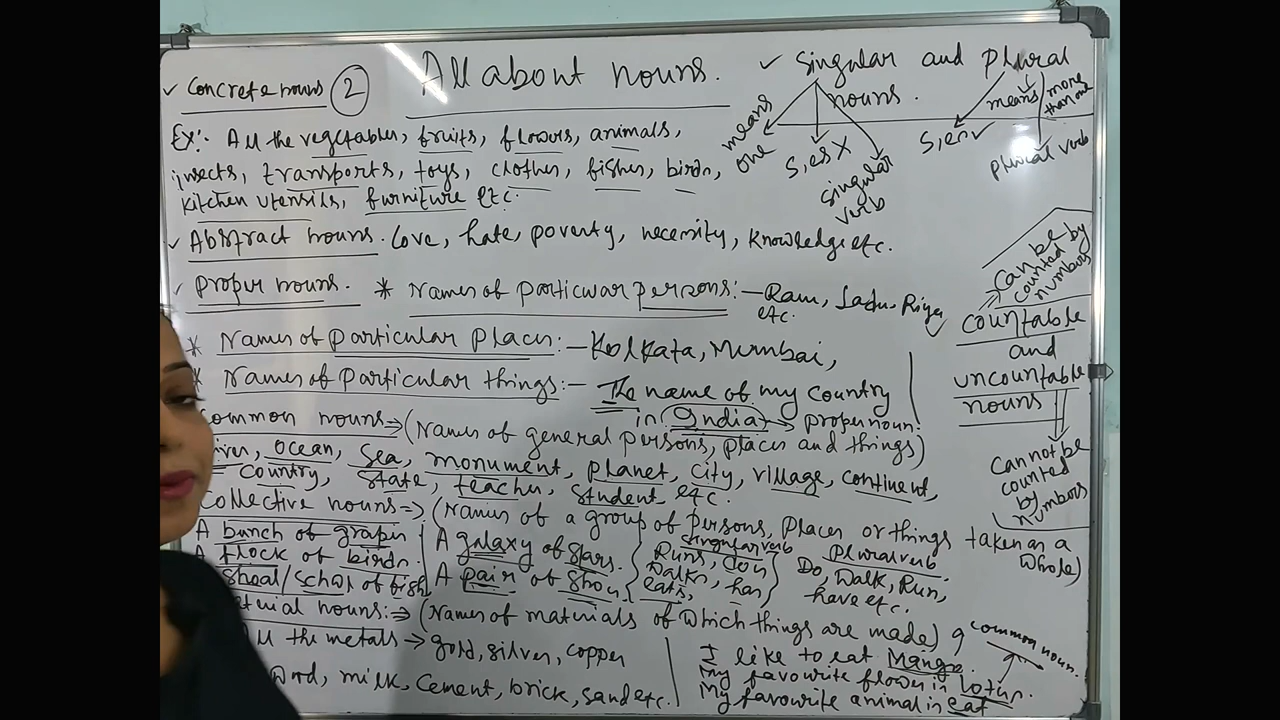 All about nouns.
Concrete nouns 2
Ex:- All the vegetables, fruits, flowers, animals,
insects, transports, toys, clothes, fishes, birds,
kitchen utensils, furniture etc.
Abstract nouns. Love, hate, poverty, necessity, knowledge etc.
Proper nouns. * Names of particular persons:- Ram, Sadu, Riya
etc.
* Names of particular places:- Kolkata, Mumbai,
* Names of particular things:- The name of my country
is India → proper noun.
common nouns ⇒ (Names of general persons, places and things)
river, ocean, sea, monument, planet, city, village, continent,
country, state, teacher, student etc.
collective nouns ⇒ (Names of a group of persons, places or things taken as a
whole)
A bunch of grapes
A flock of birds.
shoal/school of fish
A galaxy of stars.
A pair of shoes
singular verb
Runs,
walks, has
eats,
plural verb
Do, walk, Run,
have etc.
material nouns:⇒ (Names of materials of which things are made)
All the metals → gold, silver, copper
wood, milk, cement, brick, sand etc.
I like to eat Mango.
My favourite flower is lotus.
My favourite animal is cat
common noun.
singular and plural
nouns.
means
one
s, es X
singular
verb
s, es ✓
means more
than one
plural verb
can be
counted by
numbers
countable
and
uncountable
nouns
cannot be
counted
by
numbers